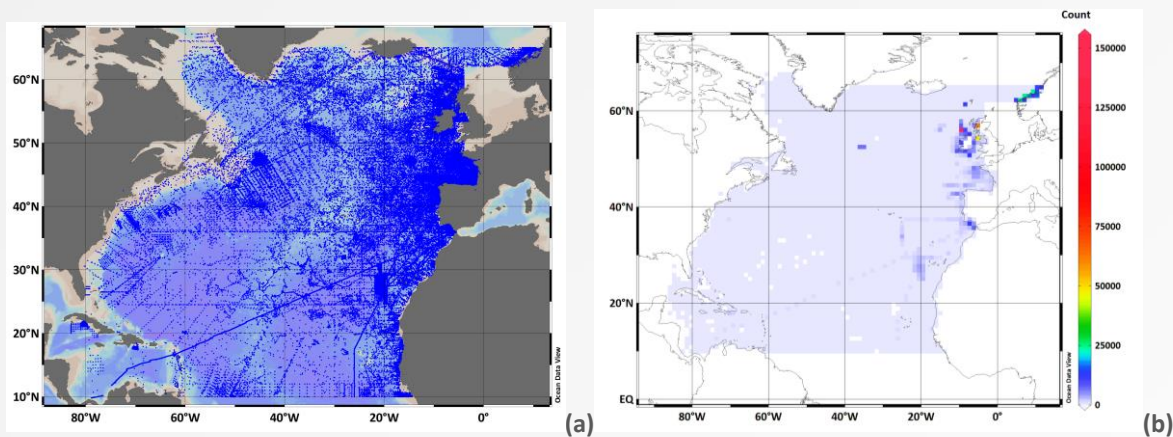 60°N
50°N
40°N
30°N
20°N
10°N
80°W
60°W
40°W
20°W
0°
Ocean Data View
(a)
Count
150000
125000
100000
75000
50000
25000
0
60°N
40°N
20°N
EQ
80°W
60°W
40°W
20°W
0°
Ocean Data View
(b)